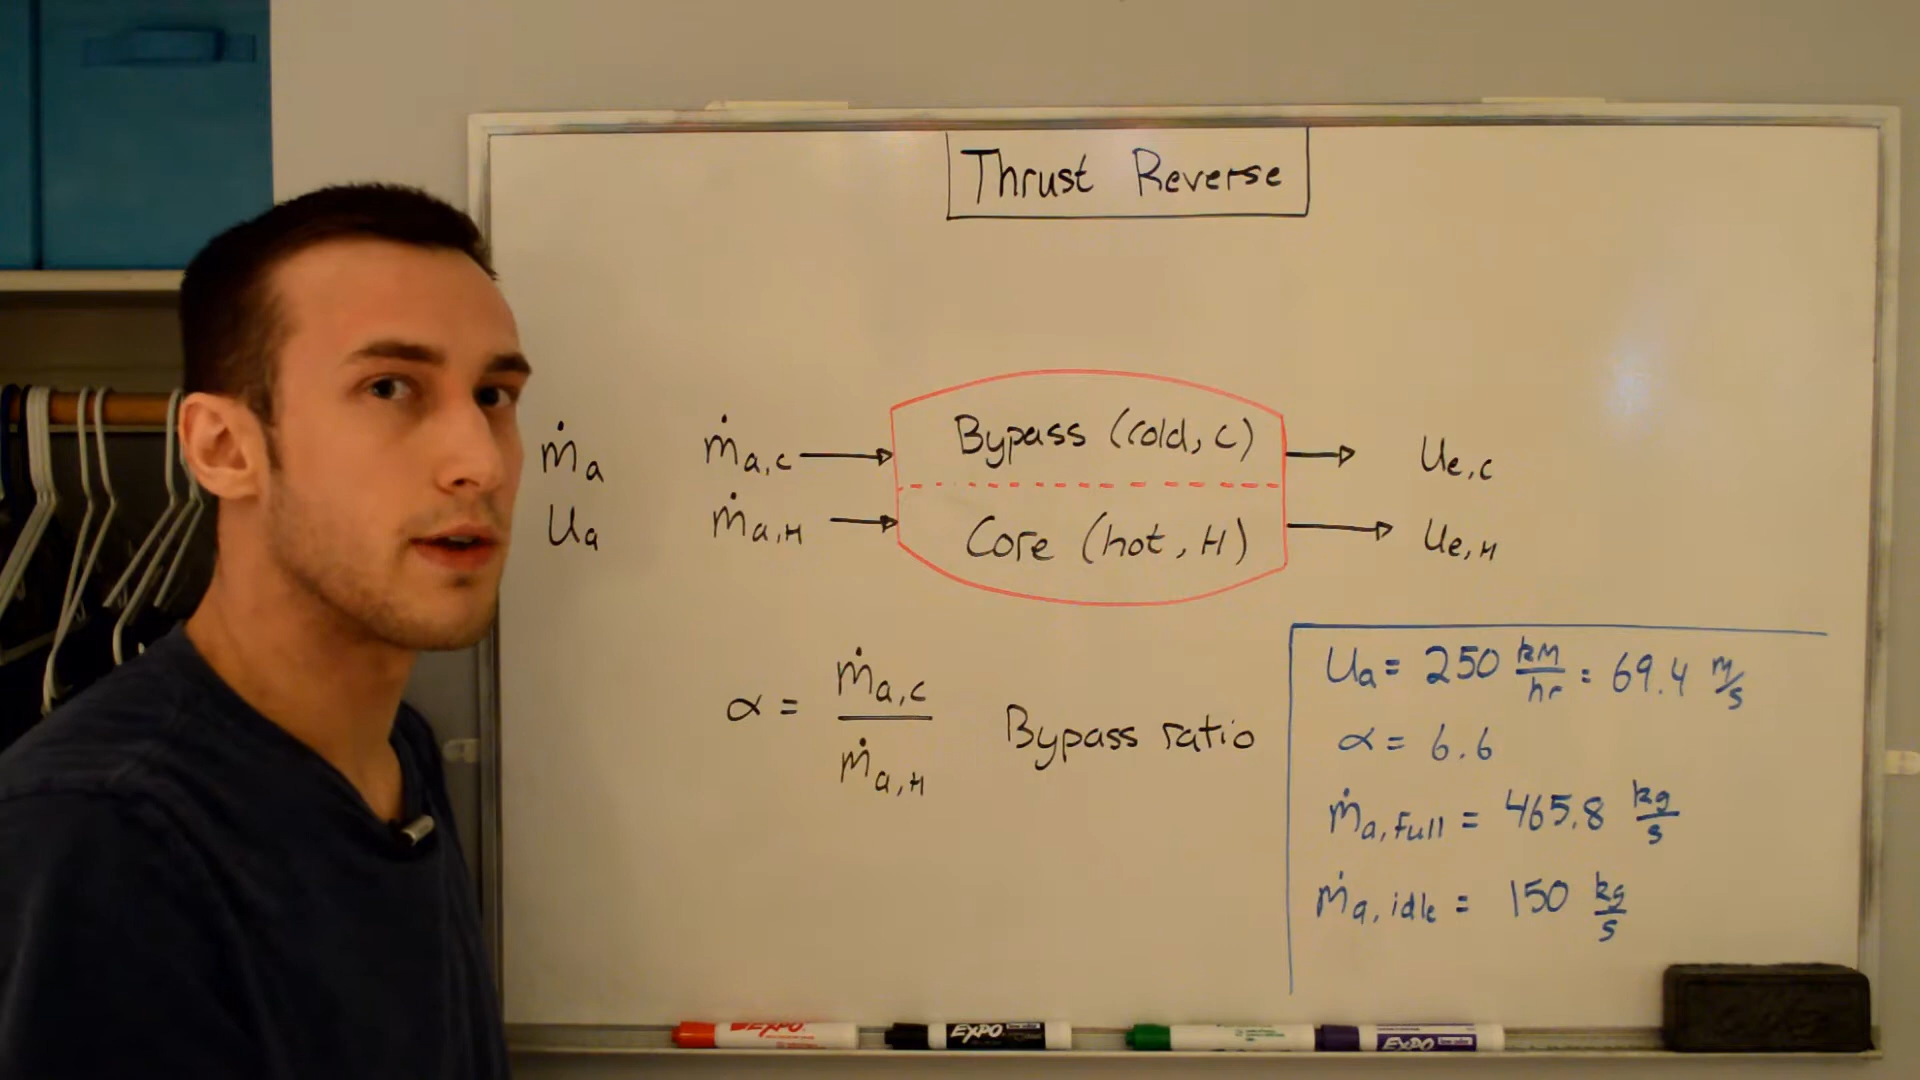 Thrust Reverse
ṁa ṁa,c Bypass (cold, c) Ue,c
Ua ṁa,H Core (hot, H) Ue,H
α = ṁa,c / ṁa,H Bypass ratio
Ua = 250 km/hr = 69.4 m/s
α = 6.6
ṁa,full = 465.8 kg/s
ṁa,idle = 150 kg/s
EXPO EXPO EXPO